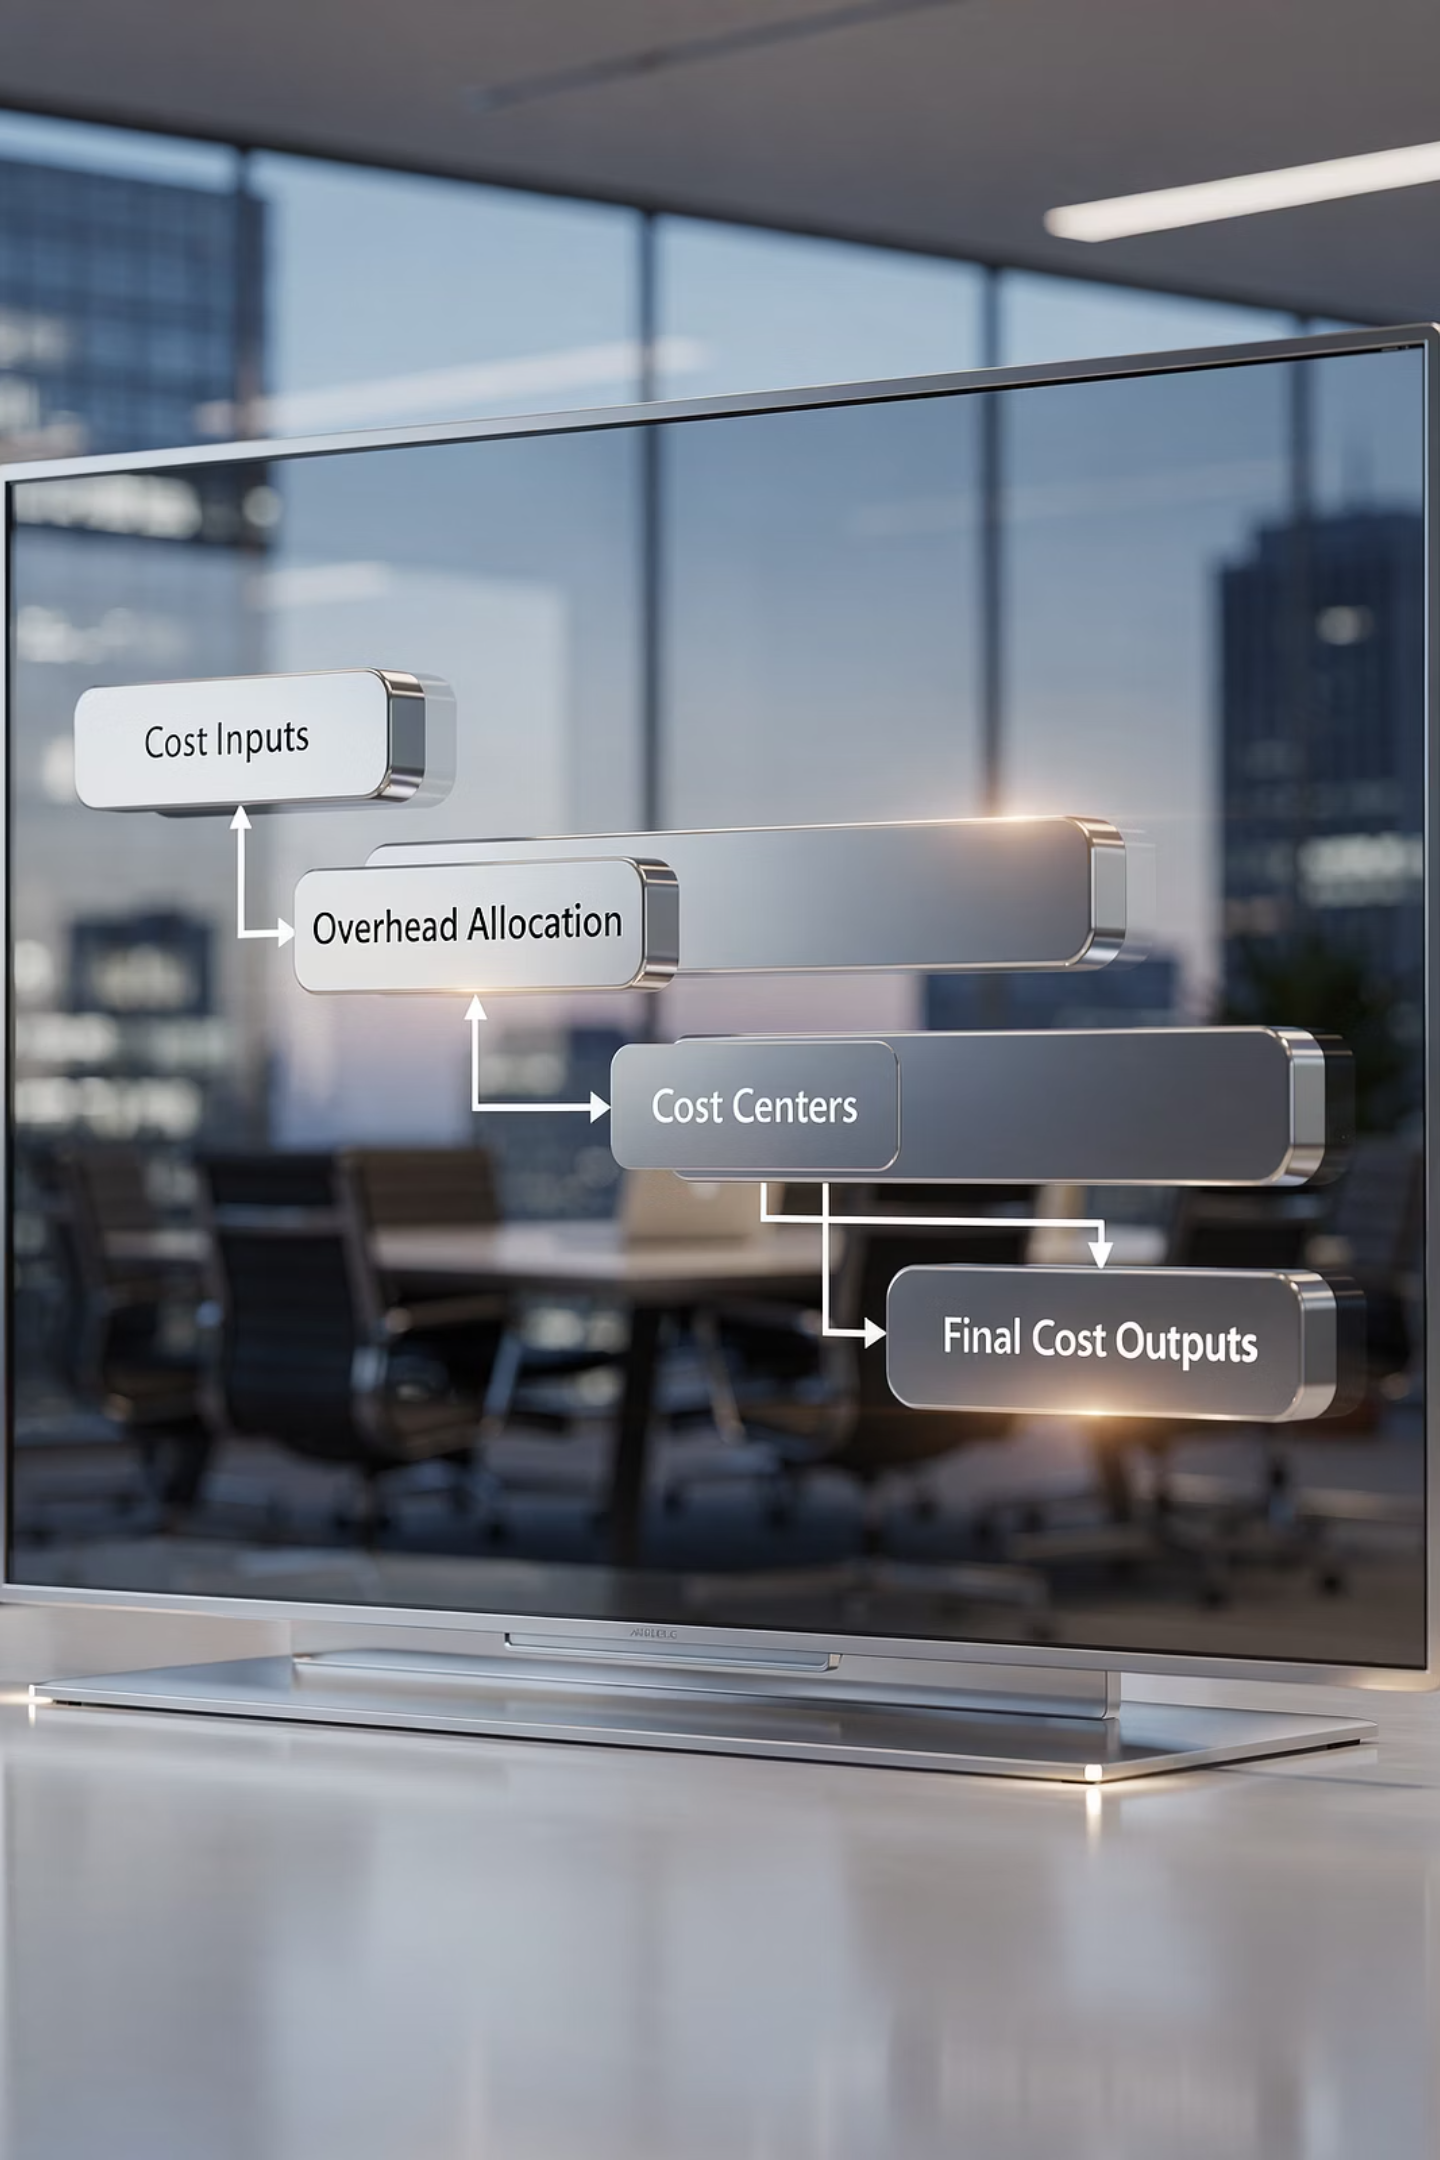 Cost Inputs
Overhead Allocation
Cost Centers
Final Cost Outputs